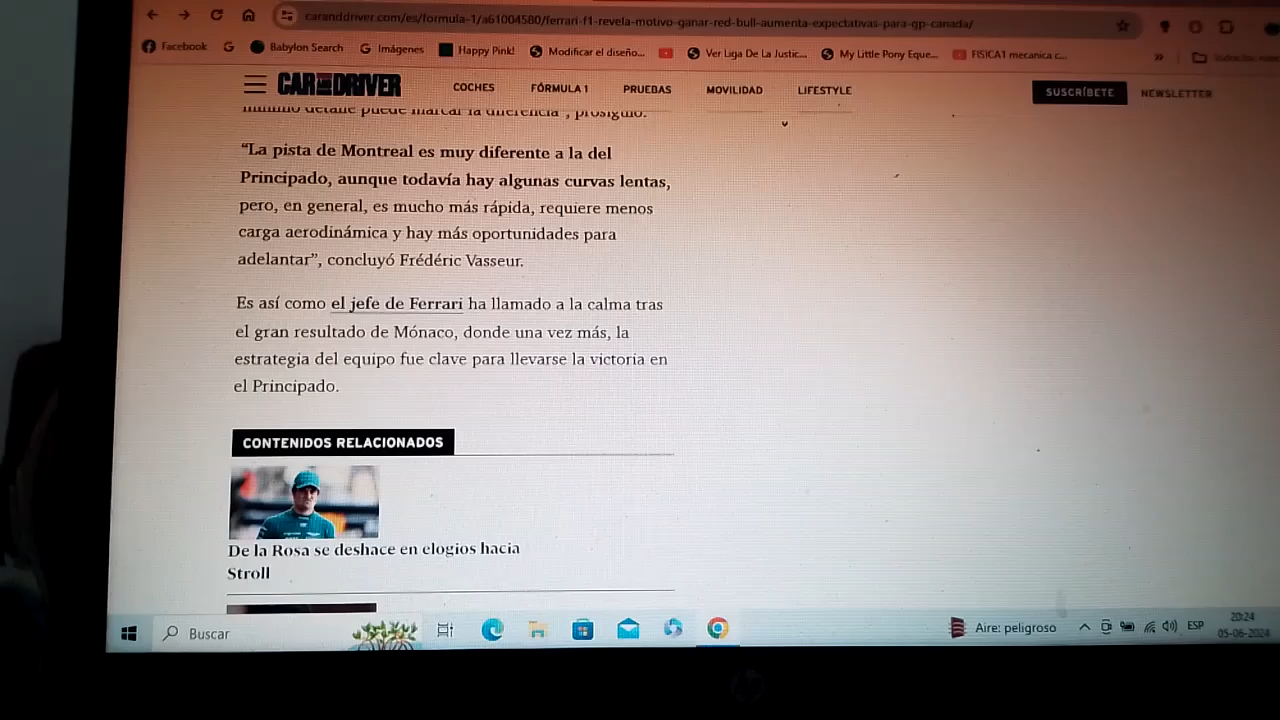 caranddriver.com/es/formula-1/a61004580/ferrari-f1-revela-motivo-ganar-red-bull-aumenta-expectativas-para-gp-canada/
Facebook Babylon Search Imágenes Happy Pink! Modificar el diseño... Ver Liga De La Justic... My Little Pony Eque... FISICA1 mecanica c... »
CAR AND DRIVER COCHES FÓRMULA 1 PRUEBAS MOVILIDAD LIFESTYLE SUSCRÍBETE NEWSLETTER
mínimo detalle puede marcar la diferencia", prosiguió.
“La pista de Montreal es muy diferente a la del
Principado, aunque todavía hay algunas curvas lentas,
pero, en general, es mucho más rápida, requiere menos
carga aerodinámica y hay más oportunidades para
adelantar”, concluyó Frédéric Vasseur.
Es así como el jefe de Ferrari ha llamado a la calma tras
el gran resultado de Mónaco, donde una vez más, la
estrategia del equipo fue clave para llevarse la victoria en
el Principado.
CONTENIDOS RELACIONADOS
De la Rosa se deshace en elogios hacia
Stroll
Buscar Aire: peligroso ESP 20:24
05-06-2024